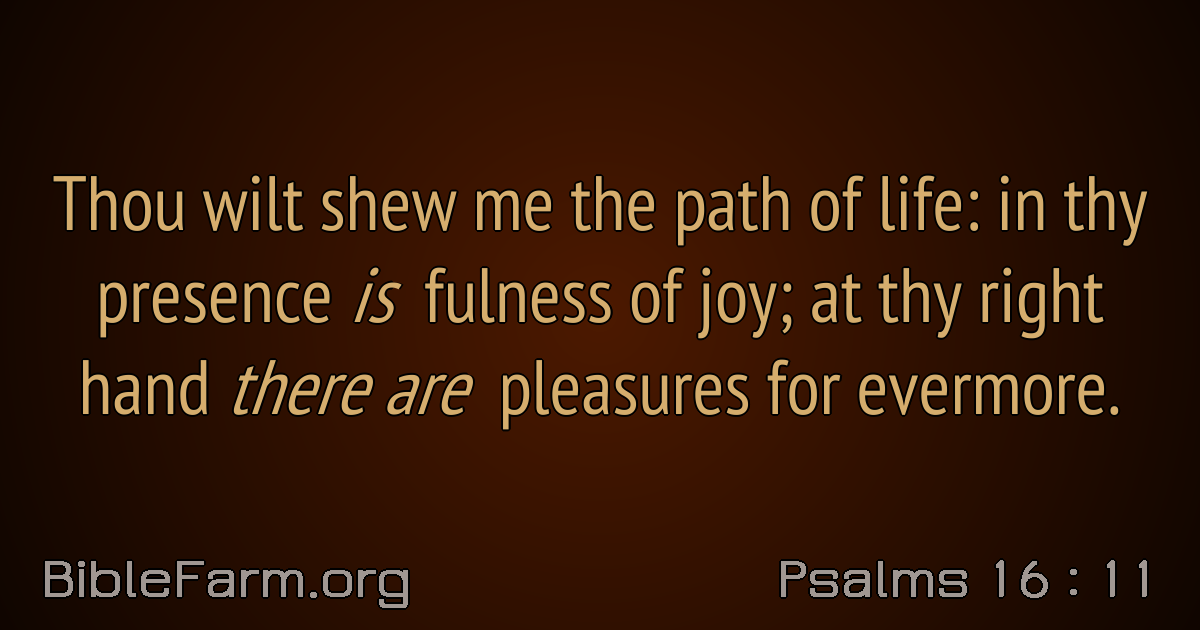 Thou wilt shew me the path of life: in thy
presence is fulness of joy; at thy right
hand there are pleasures for evermore.
BibleFarm.org
Psalms 16 : 11